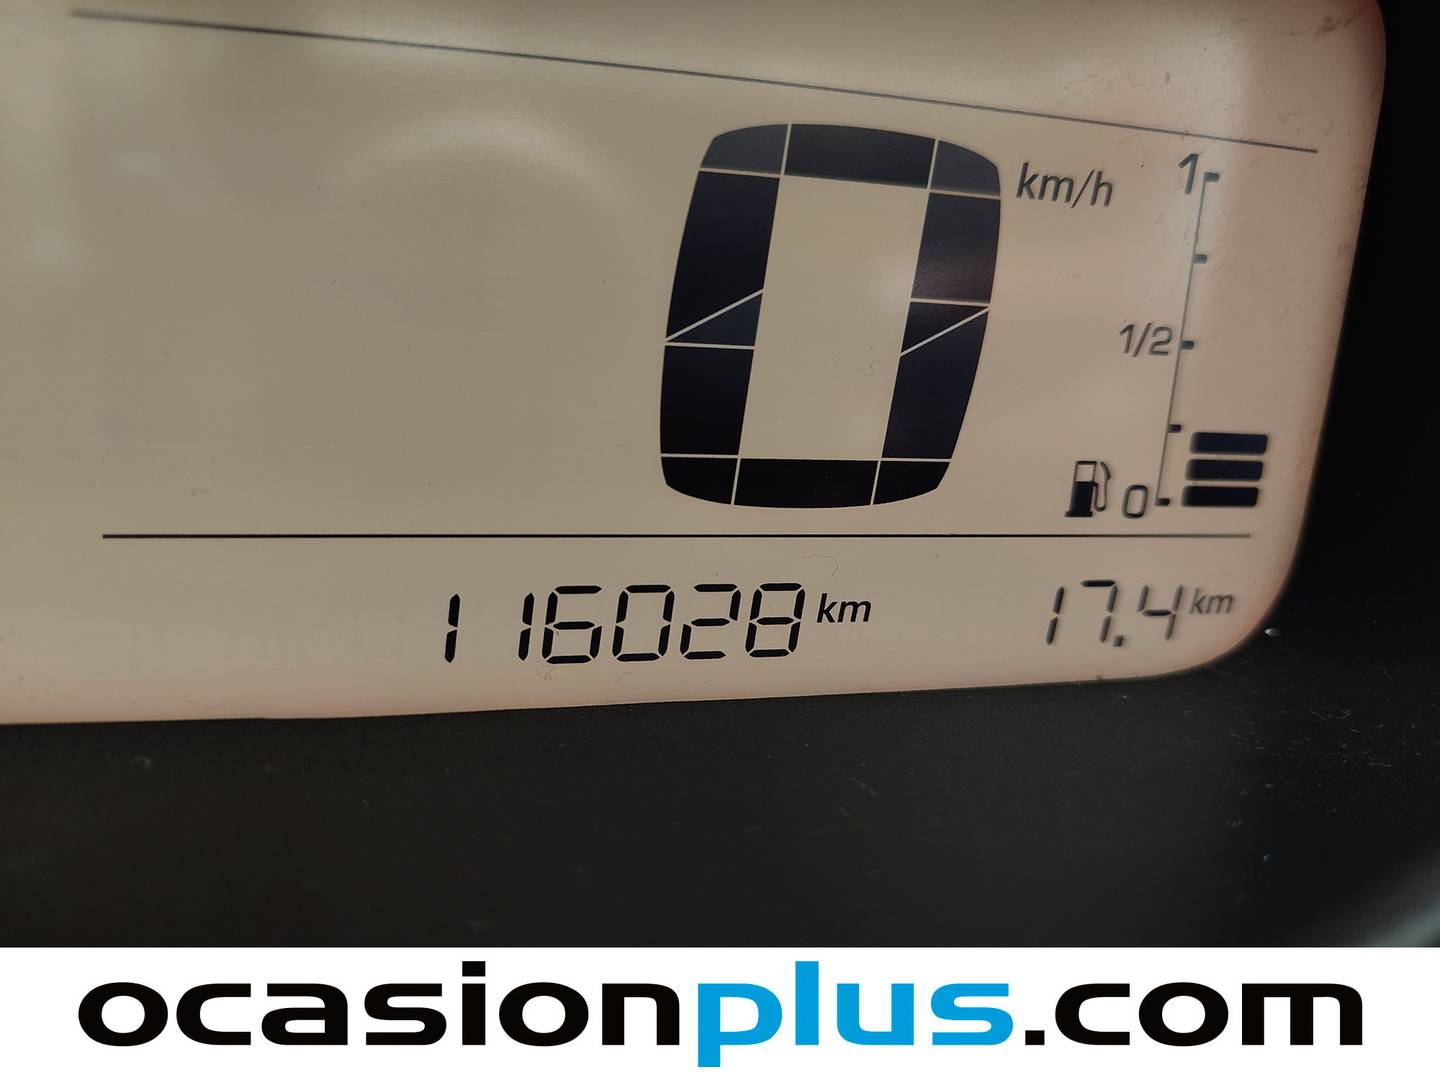 0 km/h
1
1/2
0
116028 km 17.4 km
ocasionplus.com